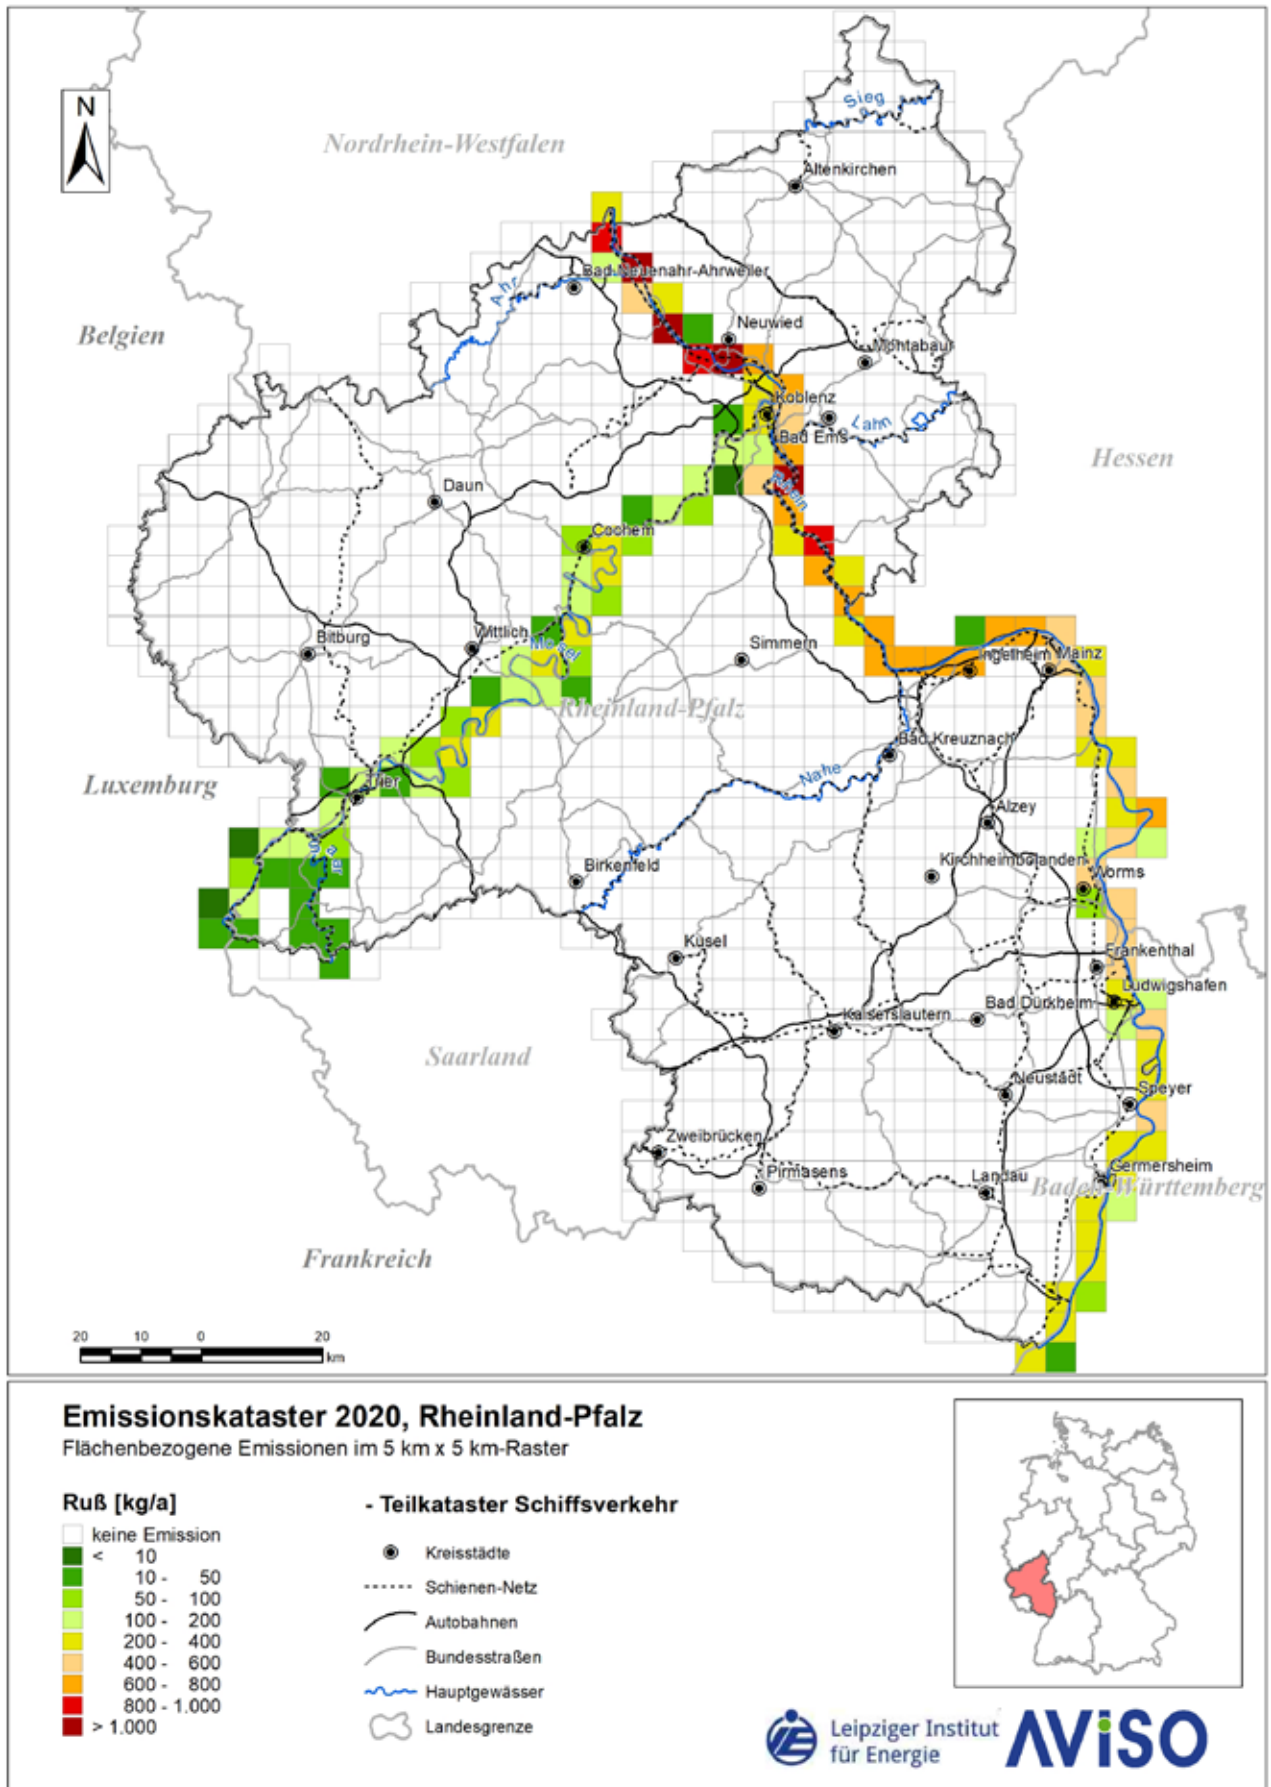 N
Nordrhein-Westfalen
Sieg
Altenkirchen
Bad Neuenahr-Ahrweiler
Ahr
Belgien
Neuwied
Montabaur
Koblenz
Lahn
Bad Ems
Hessen
Rhein
Daun
Cochem
Bitburg
Wittlich
Mosel
Simmern
Ingelheim
Mainz
Rheinland-Pfalz
Bad Kreuznach
Luxemburg
Trier
Nahe
Alzey
Saar
Birkenfeld
Kirchheimbolanden
Worms
Kusel
Frankenthal
Ludwigshafen
Bad Dürkheim
Kaiserslautern
Saarland
Neustadt
Speyer
Zweibrücken
Pirmasens
Landau
Germersheim
Baden-Württemberg
Frankreich
20 10 0 20
km
Emissionskataster 2020, Rheinland-Pfalz
Flächenbezogene Emissionen im 5 km x 5 km-Raster
Ruß [kg/a]
keine Emission
< 10
10 - 50
50 - 100
100 - 200
200 - 400
400 - 600
600 - 800
800 - 1.000
> 1.000
- Teilkataster Schiffsverkehr
Kreisstädte
Schienen-Netz
Autobahnen
Bundesstraßen
Hauptgewässer
Landesgrenze
Leipziger Institut
für Energie
AViSO